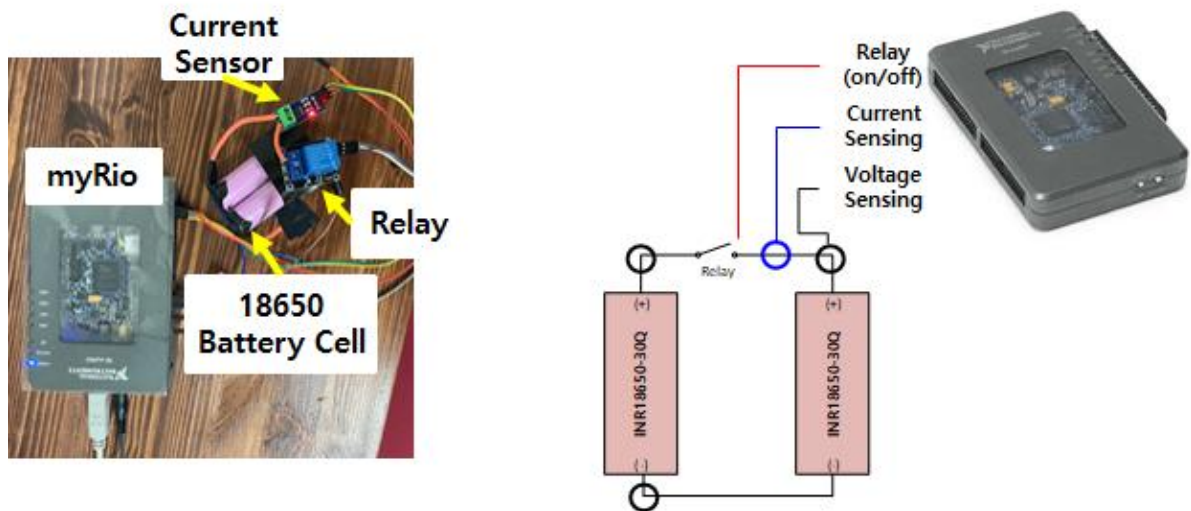 Current
Sensor
myRio
Relay
18650
Battery Cell
Relay
(on/off)
Current
Sensing
Voltage
Sensing
Relay
(+)
INR18650-30Q
(-)
(+)
INR18650-30Q
(-)